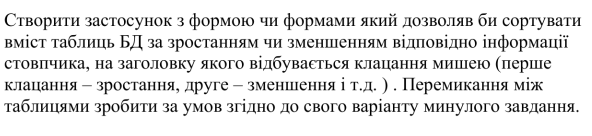 Створити застосунок з формою чи формами який дозволяв би сортувати
вміст таблиць БД за зростанням чи зменшенням відповідно інформації
стовпчика, на заголовку якого відбувається клацання мишею (перше
клацання – зростання, друге – зменшення і т.д. ) . Перемикання між
таблицями зробити за умов згідно до свого варіанту минулого завдання.